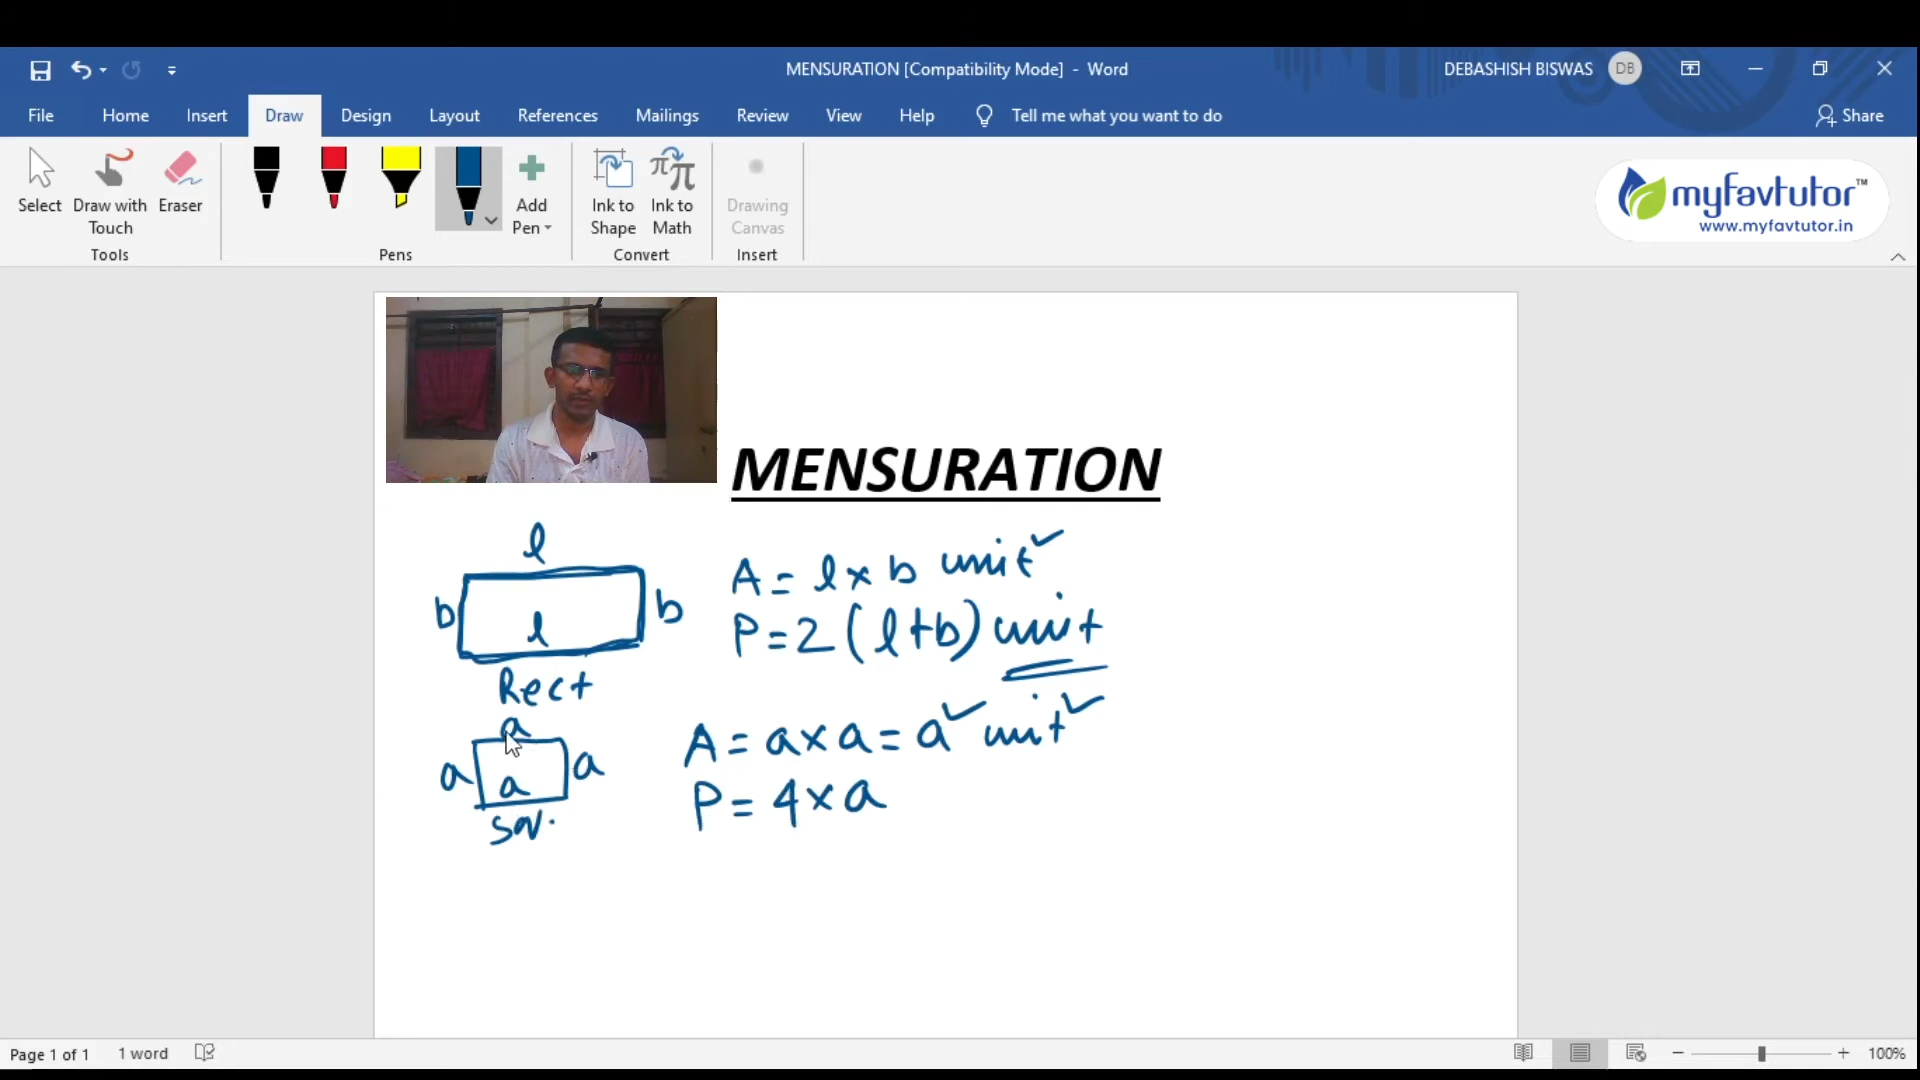 MENSURATION [Compatibility Mode] - Word
DEBASHISH BISWAS DB
File Home Insert Draw Design Layout References Mailings Review View Help Tell me what you want to do Share
Select
Draw with Touch
Eraser
Add Pen
Ink to Shape
Ink to Math
Drawing Canvas
Tools
Pens
Convert
Insert
myfavtutor™
www.myfavtutor.in
MENSURATION
l
b l b
Rect
A = l × b unit²
P = 2 (l+b) unit
a
a a a
Sqr.
A = a × a = a² unit²
P = 4 × a
Page 1 of 1 1 word
100%